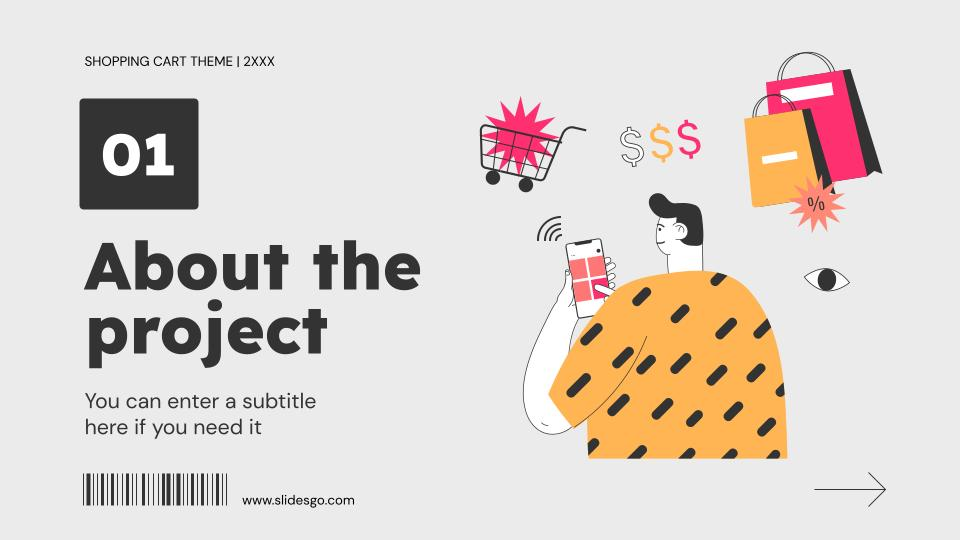 SHOPPING CART THEME | 2XXX
01
About the
project
You can enter a subtitle
here if you need it
www.slidesgo.com
$ $ $
%